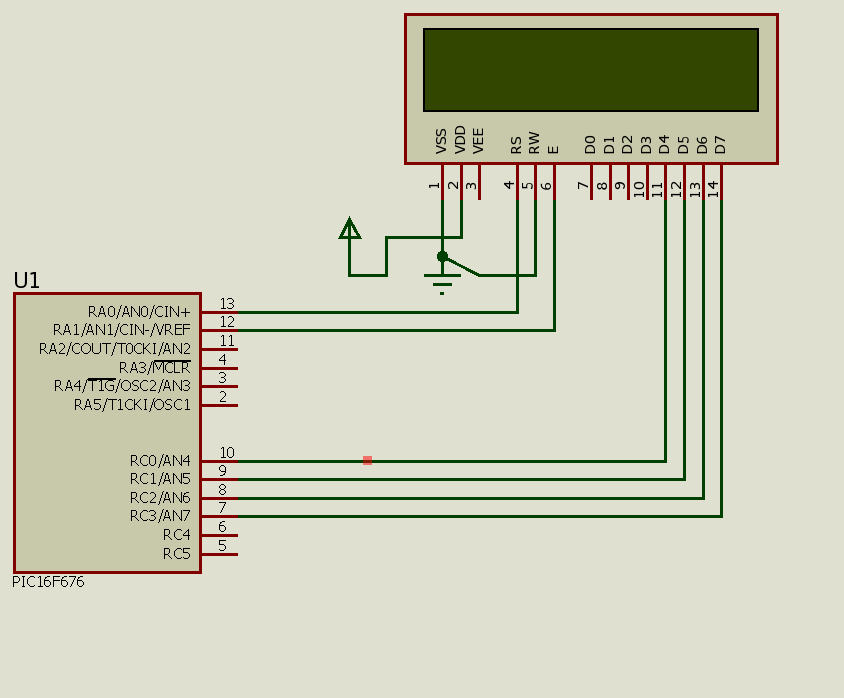 VSS VDD VEE RS RW E D0 D1 D2 D3 D4 D5 D6 D7
1 2 3 4 5 6 7 8 9 10 11 12 13 14
U1
RA0/AN0/CIN+ 13
RA1/AN1/CIN-/VREF 12
RA2/COUT/T0CKI/AN2 11
RA3/MCLR 4
RA4/T1G/OSC2/AN3 3
RA5/T1CKI/OSC1 2
RC0/AN4 10
RC1/AN5 9
RC2/AN6 8
RC3/AN7 7
RC4 6
RC5 5
PIC16F676